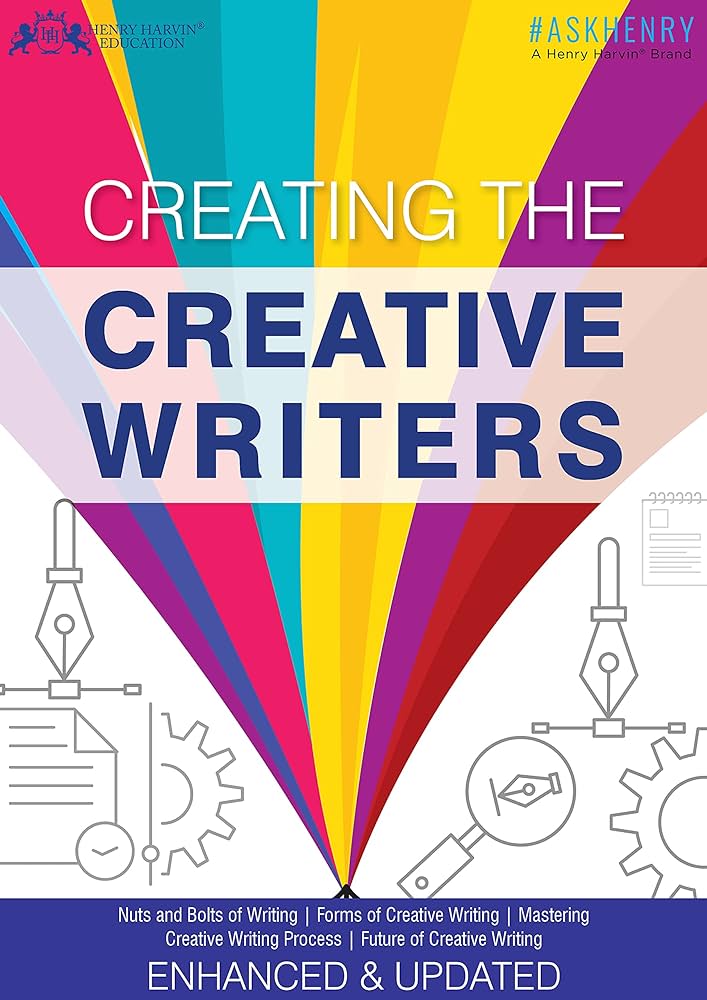 HENRY HARVIN®
EDUCATION
#ASKHENRY
A Henry Harvin® Brand
CREATING THE
CREATIVE
WRITERS
Nuts and Bolts of Writing | Forms of Creative Writing | Mastering
Creative Writing Process | Future of Creative Writing
ENHANCED & UPDATED